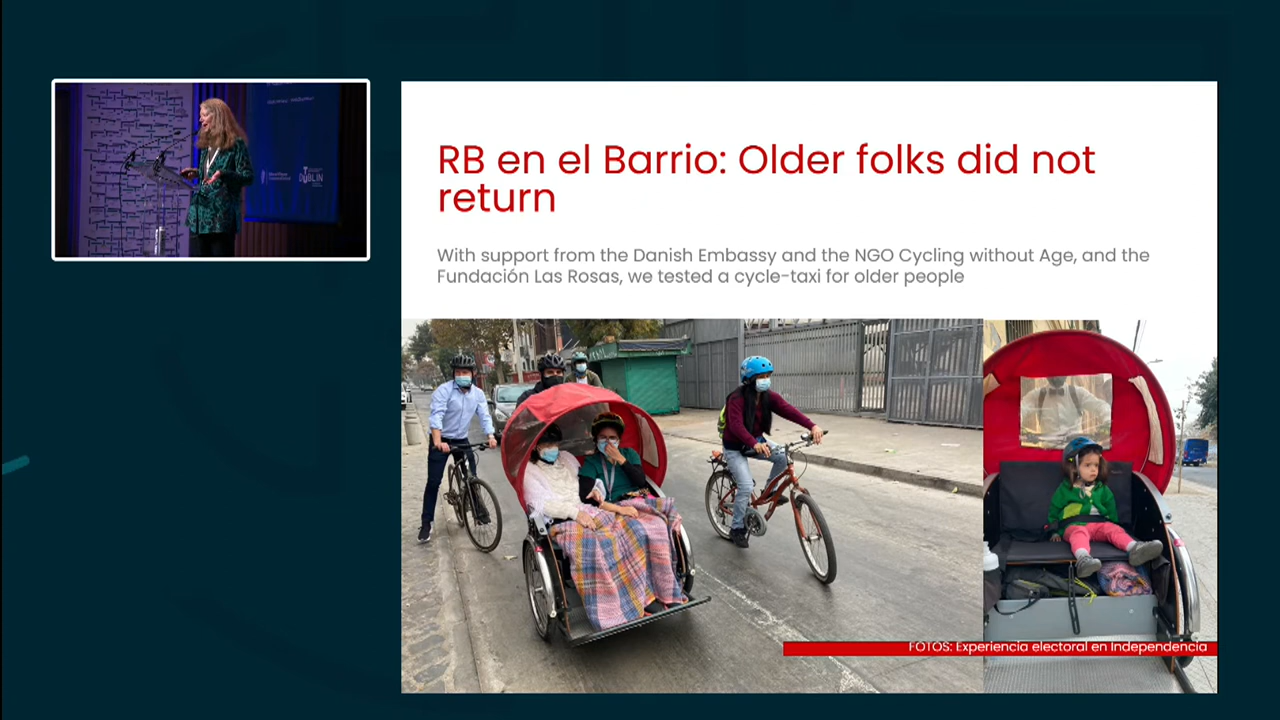 RB en el Barrio: Older folks did not
return
With support from the Danish Embassy and the NGO Cycling without Age, and the
Fundación Las Rosas, we tested a cycle-taxi for older people
FOTOS: Experiencia electoral en Independencia
DUBLIN